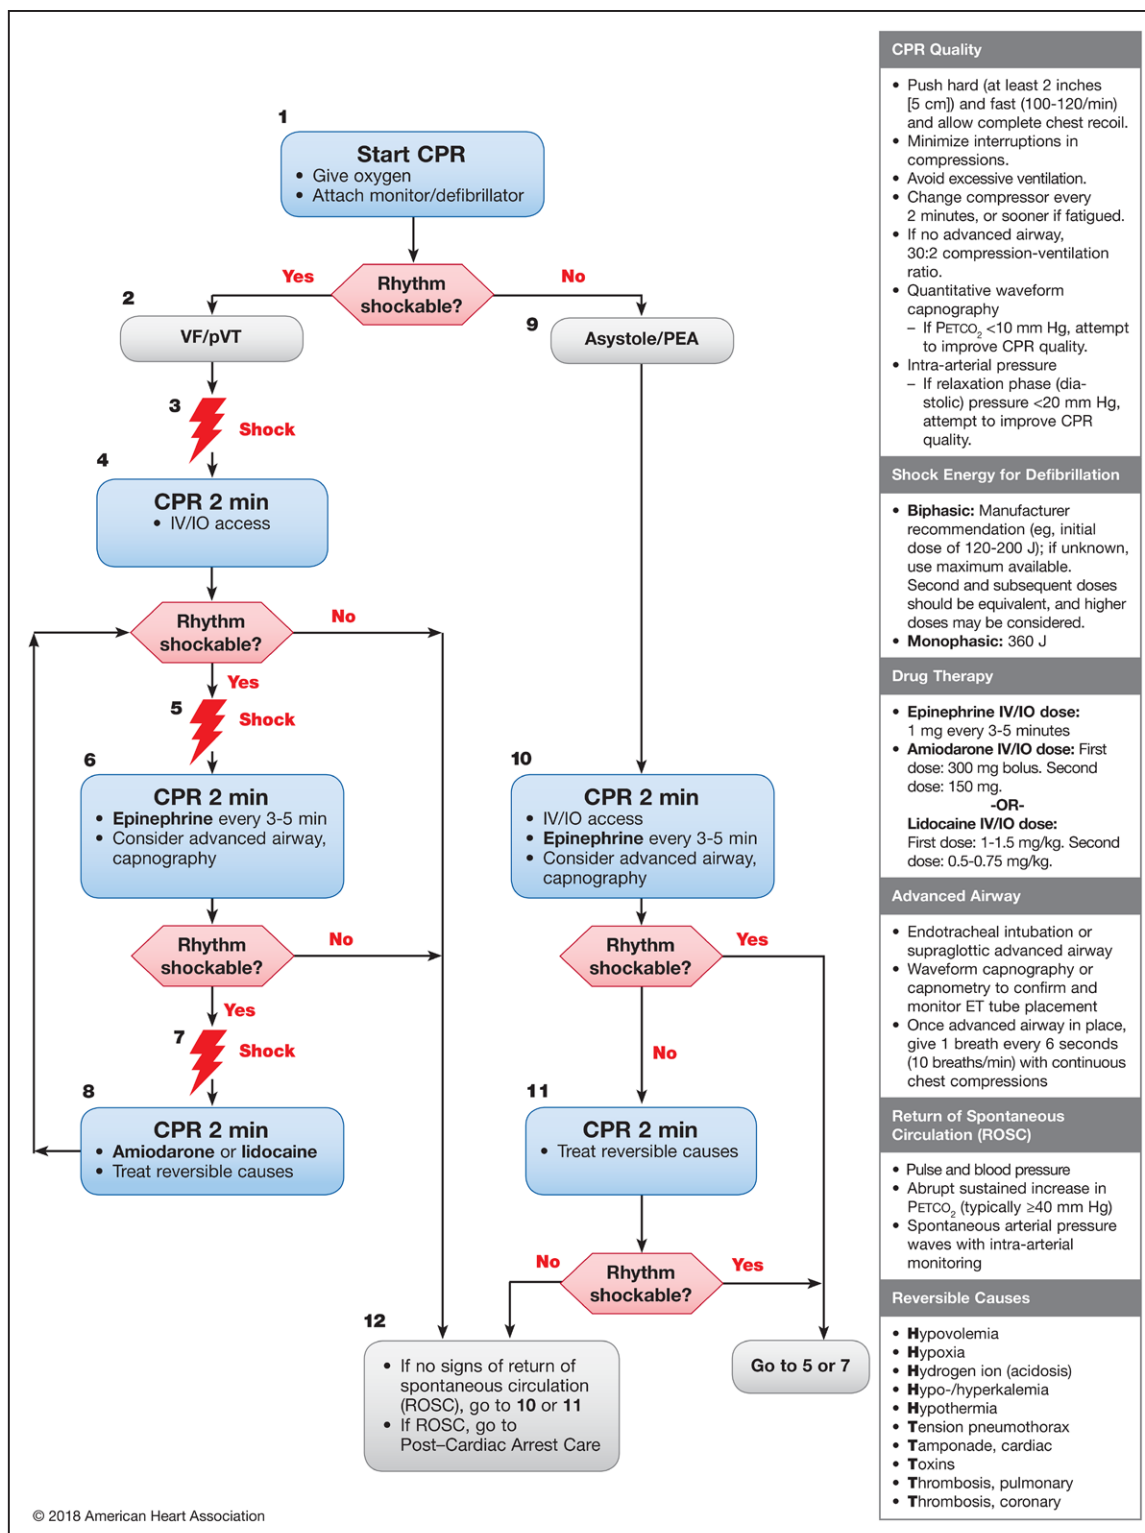 1
Start CPR
• Give oxygen
• Attach monitor/defibrillator
Rhythm
shockable?
Yes
No
2
VF/pVT
3
Shock
4
CPR 2 min
• IV/IO access
Rhythm
shockable?
No
Yes
5
Shock
6
CPR 2 min
• Epinephrine every 3-5 min
• Consider advanced airway,
capnography
Rhythm
shockable?
No
Yes
7
Shock
8
CPR 2 min
• Amiodarone or lidocaine
• Treat reversible causes
9
Asystole/PEA
10
CPR 2 min
• IV/IO access
• Epinephrine every 3-5 min
• Consider advanced airway,
capnography
Rhythm
shockable?
Yes
No
11
CPR 2 min
• Treat reversible causes
Rhythm
shockable?
No
Yes
12
• If no signs of return of
spontaneous circulation
(ROSC), go to 10 or 11
• If ROSC, go to
Post–Cardiac Arrest Care
Go to 5 or 7
© 2018 American Heart Association
CPR Quality
• Push hard (at least 2 inches
[5 cm]) and fast (100-120/min)
and allow complete chest recoil.
• Minimize interruptions in
compressions.
• Avoid excessive ventilation.
• Change compressor every
2 minutes, or sooner if fatigued.
• If no advanced airway,
30:2 compression-ventilation
ratio.
• Quantitative waveform
capnography
– If PETCO₂ <10 mm Hg, attempt
to improve CPR quality.
• Intra-arterial pressure
– If relaxation phase (dia-
stolic) pressure <20 mm Hg,
attempt to improve CPR
quality.
Shock Energy for Defibrillation
• Biphasic: Manufacturer
recommendation (eg, initial
dose of 120-200 J); if unknown,
use maximum available.
Second and subsequent doses
should be equivalent, and higher
doses may be considered.
• Monophasic: 360 J
Drug Therapy
• Epinephrine IV/IO dose:
1 mg every 3-5 minutes
• Amiodarone IV/IO dose: First
dose: 300 mg bolus. Second
dose: 150 mg.
-OR-
Lidocaine IV/IO dose:
First dose: 1-1.5 mg/kg. Second
dose: 0.5-0.75 mg/kg.
Advanced Airway
• Endotracheal intubation or
supraglottic advanced airway
• Waveform capnography or
capnometry to confirm and
monitor ET tube placement
• Once advanced airway in place,
give 1 breath every 6 seconds
(10 breaths/min) with continuous
chest compressions
Return of Spontaneous
Circulation (ROSC)
• Pulse and blood pressure
• Abrupt sustained increase in
PETCO₂ (typically ≥40 mm Hg)
• Spontaneous arterial pressure
waves with intra-arterial
monitoring
Reversible Causes
• Hypovolemia
• Hypoxia
• Hydrogen ion (acidosis)
• Hypo-/hyperkalemia
• Hypothermia
• Tension pneumothorax
• Tamponade, cardiac
• Toxins
• Thrombosis, pulmonary
• Thrombosis, coronary